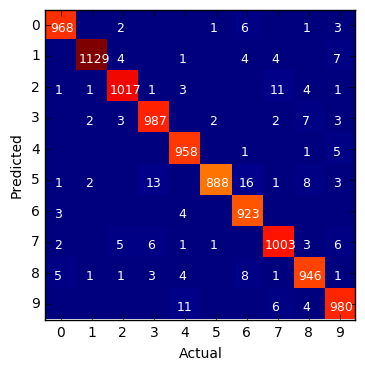 0 968 2 1 6 1 3
1 1129 4 1 4 4 7
2 1 1 1017 1 3 11 4 1
3 2 3 987 2 2 7 3
4 958 1 1 5
5 1 2 13 888 16 1 8 3
6 3 4 923
7 2 5 6 1 1 1003 3 6
8 5 1 1 3 4 8 1 946 1
9 11 6 4 980
0 1 2 3 4 5 6 7 8 9
Actual
Predicted